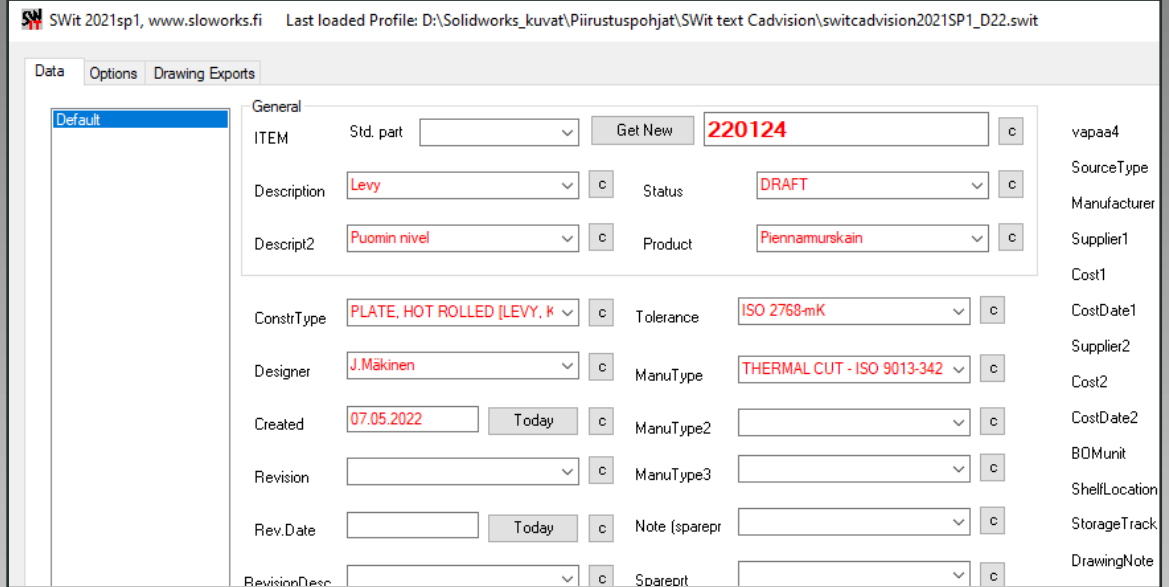 SWit 2021sp1, www.sloworks.fi Last loaded Profile: D:\Solidworks_kuvat\Piirustuspohjat\SWit text Cadvision\switcadvision2021SP1_D22.swit
Data Options Drawing Exports
Default
General
ITEM Std. part Get New 220124 c
Description Levy c Status DRAFT c
Descript2 Puomin nivel c Product Piennarmurskain c
ConstrType PLATE, HOT ROLLED [LEVY, K c Tolerance ISO 2768-mK c
Designer J.Mäkinen c ManuType THERMAL CUT - ISO 9013-342 c
Created 07.05.2022 Today c ManuType2 c
Revision c ManuType3 c
Rev.Date Today c Note (sparepr c
RevisionDesc c Spareprt c
vapaa4
SourceType
Manufacturer
Supplier1
Cost1
CostDate1
Supplier2
Cost2
CostDate2
BOMunit
ShelfLocation
StorageTrack
DrawingNote